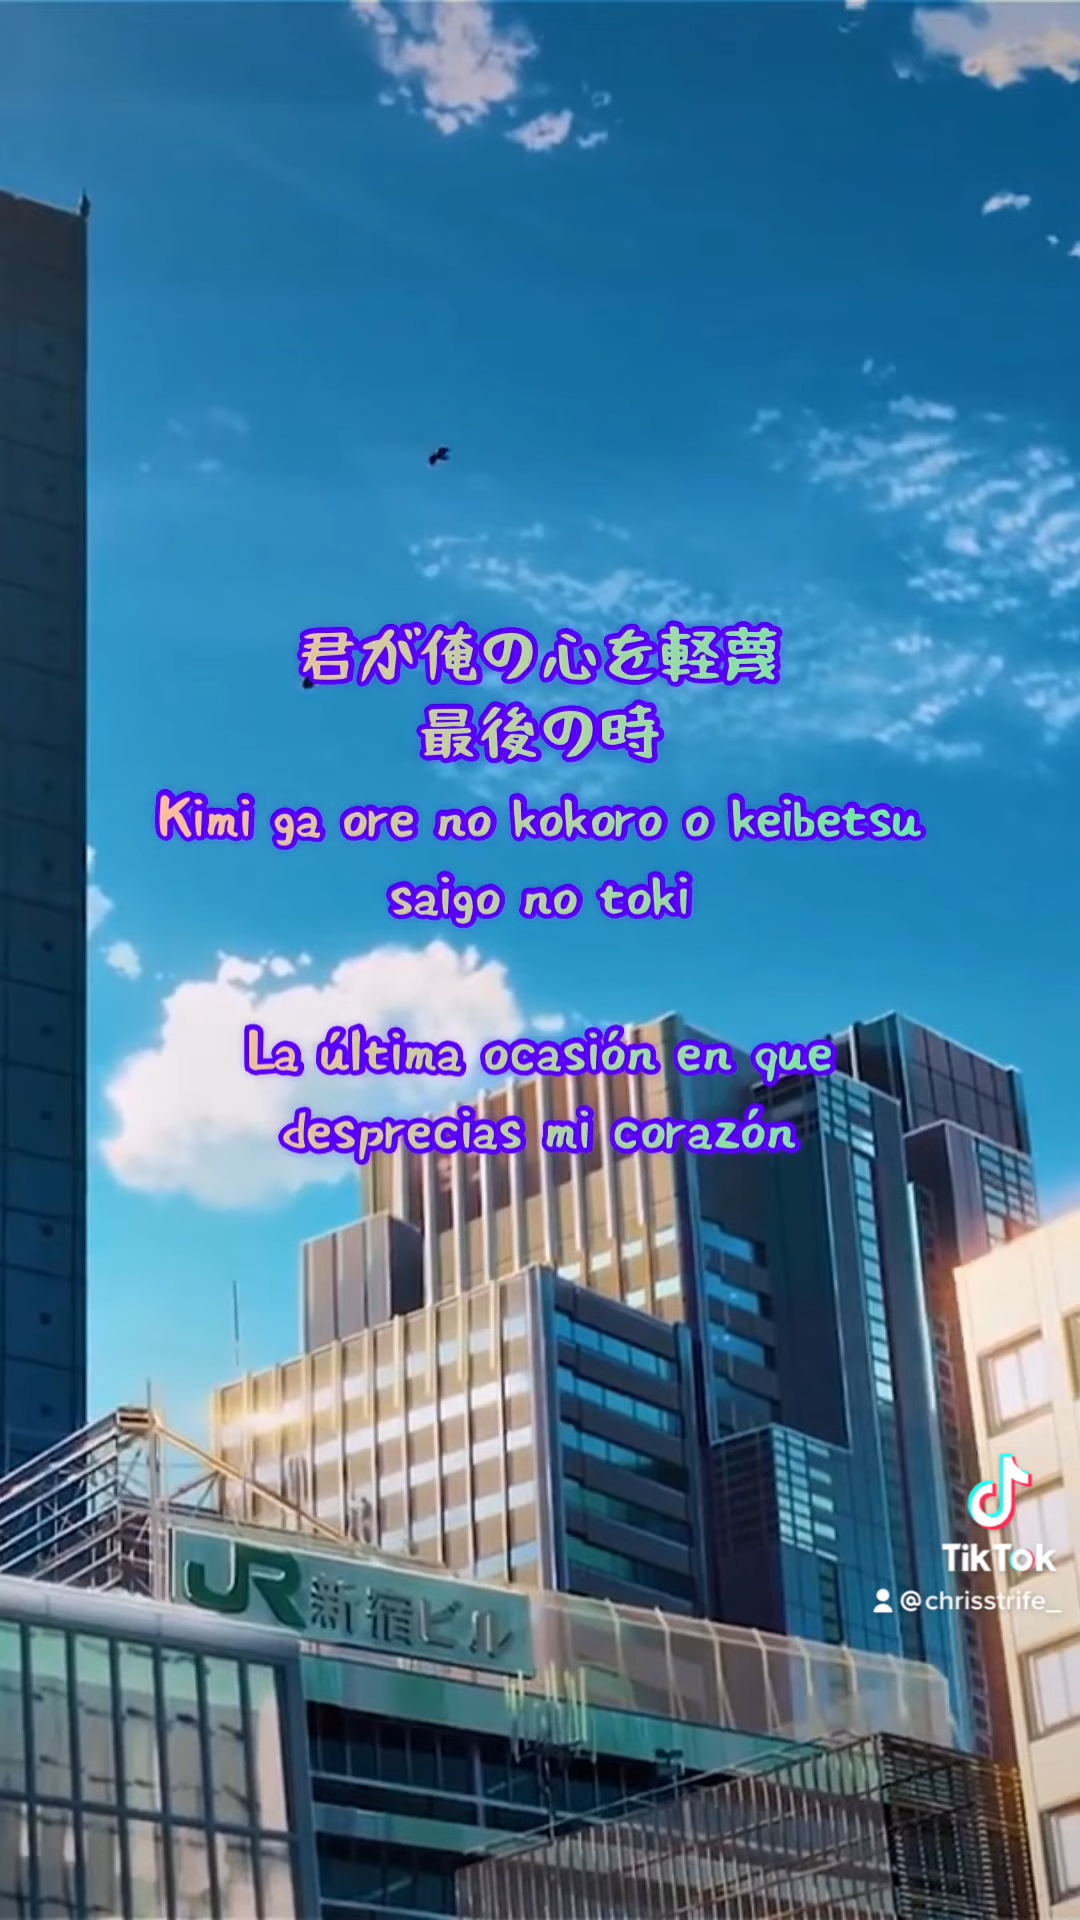 君が俺の心を軽蔑
最後の時
Kimi ga ore no kokoro o keibetsu
saigo no toki
La última ocasión en que
desprecias mi corazón
TikTok
@chrisstrife_
JR新宿ビル